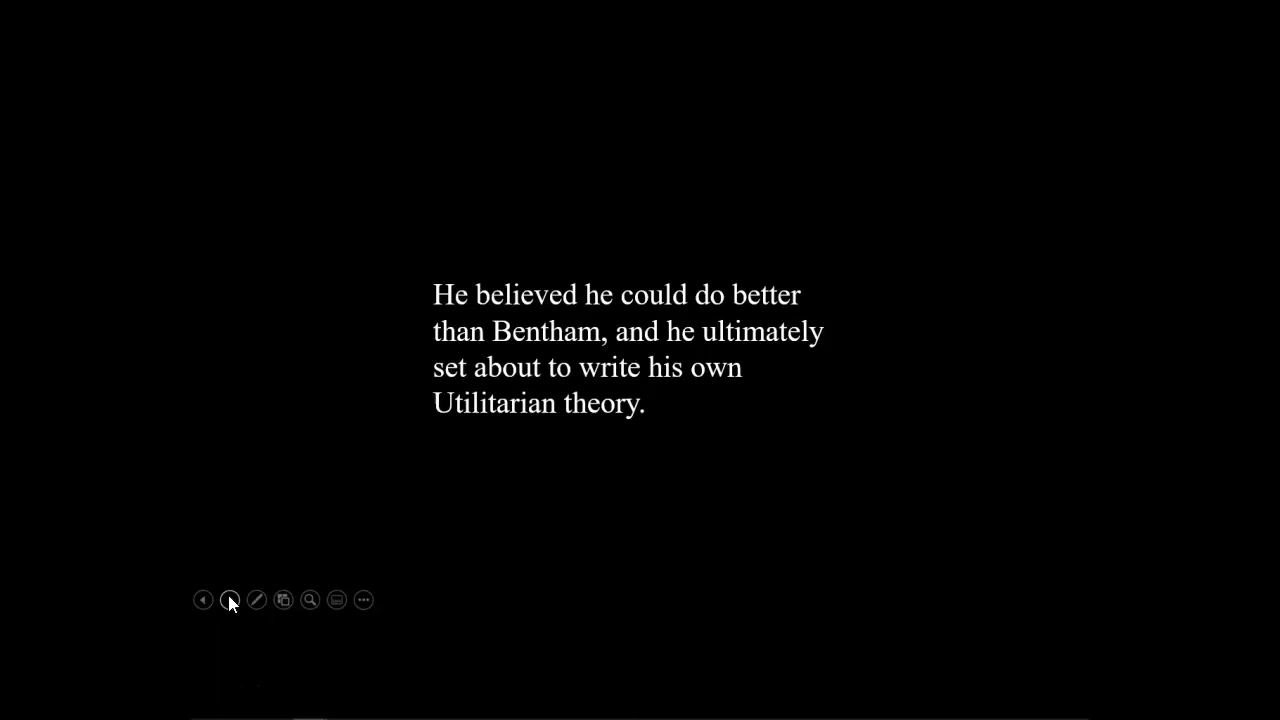 He believed he could do better
than Bentham, and he ultimately
set about to write his own
Utilitarian theory.